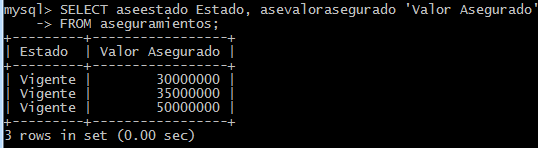 mysql> SELECT aseestado Estado, asevalorasegurado 'Valor Asegurado'
    -> FROM aseguramientos;
+---------+-----------------+
| Estado  | Valor Asegurado |
+---------+-----------------+
| Vigente |        30000000 |
| Vigente |        35000000 |
| Vigente |        50000000 |
+---------+-----------------+
3 rows in set (0.00 sec)